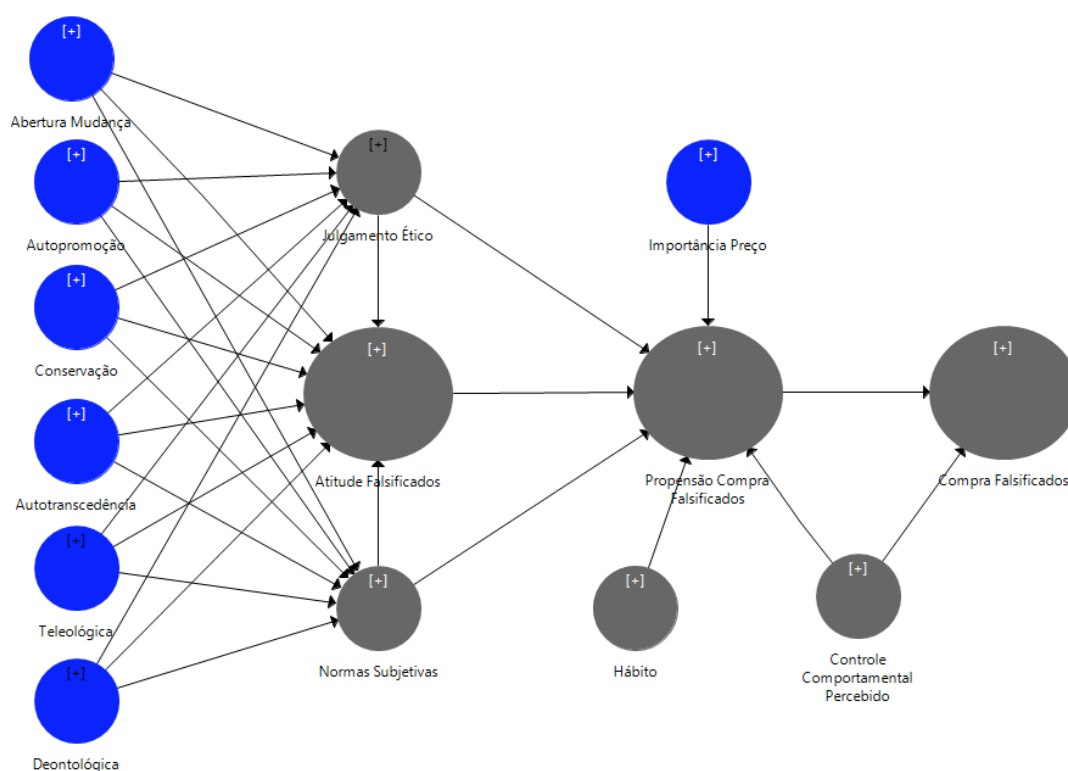 [+]
Abertura Mudança
[+]
Autopromoção
[+]
Conservação
[+]
Autotranscedência
[+]
Teleológica
[+]
Deontológica
[+]
Julgamento Ético
[+]
Atitude Falsificados
[+]
Normas Subjetivas
[+]
Importância Preço
[+]
Propensão Compra
Falsificados
[+]
Hábito
[+]
Controle
Comportamental
Percebido
[+]
Compra Falsificados